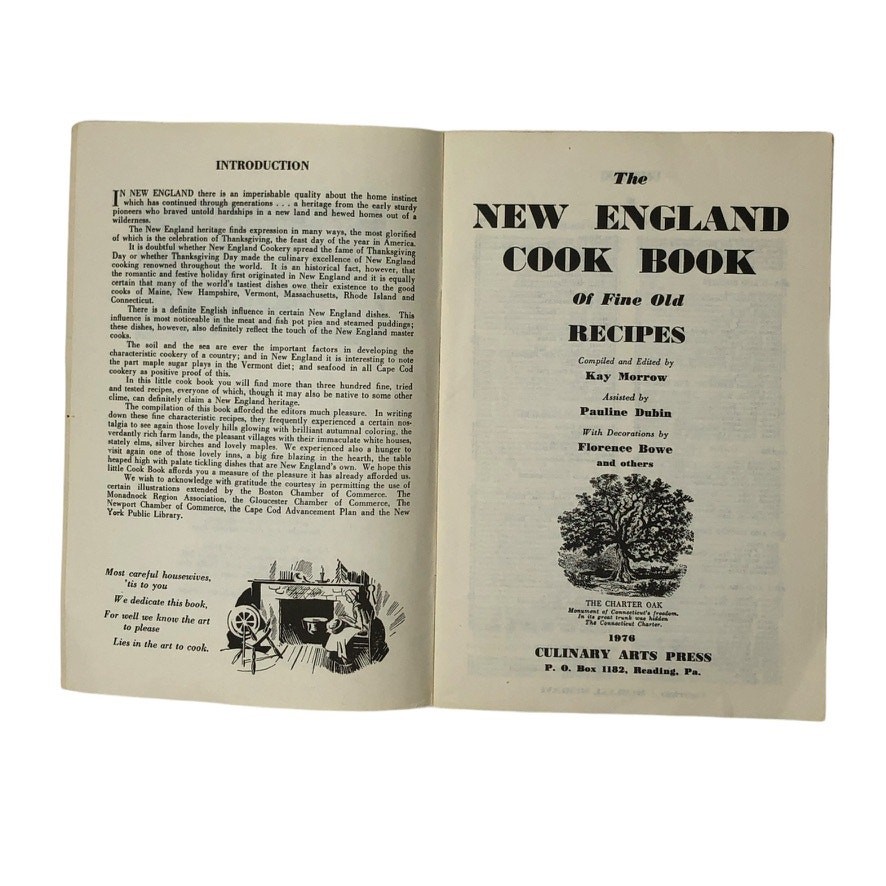 INTRODUCTION
IN NEW ENGLAND there is an imperishable quality about the home instinct
which has continued through generations . . . a heritage from the early sturdy
pioneers who braved untold hardships in a new land and hewed homes out of a
wilderness.
The New England heritage finds expression in many ways, the most glorified
of which is the celebration of Thanksgiving, the feast day of the year in America.
It is doubtful whether New England Cookery spread the fame of Thanksgiving
Day or whether Thanksgiving Day made the culinary excellence of New England
cooking renowned throughout the world. It is an historical fact, however, that
the romantic and festive holiday first originated in New England and it is equally
certain that many of the world's tastiest dishes owe their existence to the good
cooks of Maine, New Hampshire, Vermont, Massachusetts, Rhode Island and
Connecticut.
There is a definite English influence in certain New England dishes. This
influence is most noticeable in the meat and fish pot pies and steamed puddings;
these dishes, however, also definitely reflect the touch of the New England master
cooks.
The soil and the sea are ever the important factors in developing the
characteristic cookery of a country; and in New England it is interesting to note
the part maple sugar plays in the Vermont diet; and seafood in all Cape Cod
cookery as positive proof of this.
In this little cook book you will find more than three hundred fine, tried
and tested recipes, everyone of which, though it may also be native to some other
clime, can definitely claim a New England heritage.
The compilation of this book afforded the editors much pleasure. In writing
down these fine characteristic recipes, they frequently experienced a certain nos-
talgia to see again those lovely hills glowing with brilliant autumnal coloring, the
verdantly rich farm lands, the pleasant villages with their immaculate white houses,
stately elms, silver birches and lovely maples. We experienced also a hunger to
visit again one of those lovely inns, a big fire blazing in the hearth, the table
heaped high with palate tickling dishes that are New England's own. We hope this
little Cook Book affords you a measure of the pleasure it has already afforded us.
We wish to acknowledge with gratitude the courtesy in permitting the use of
certain illustrations extended by the Boston Chamber of Commerce. The
Monadnock Region Association, the Gloucester Chamber of Commerce, The
Newport Chamber of Commerce, the Cape Cod Advancement Plan and the New
York Public Library.
Most careful housewives,
'tis to you
We dedicate this book,
For well we know the art
to please
Lies in the art to cook.
The
NEW ENGLAND
COOK BOOK
Of Fine Old
RECIPES
Compiled and Edited by
Kay Morrow
Assisted by
Pauline Dubin
With Decorations by
Florence Bowe
and others
THE CHARTER OAK
Monument of Connecticut's freedom.
In its great trunk was hidden
The Connecticut Charter.
1976
CULINARY ARTS PRESS
P. O. Box 1182, Reading, Pa.